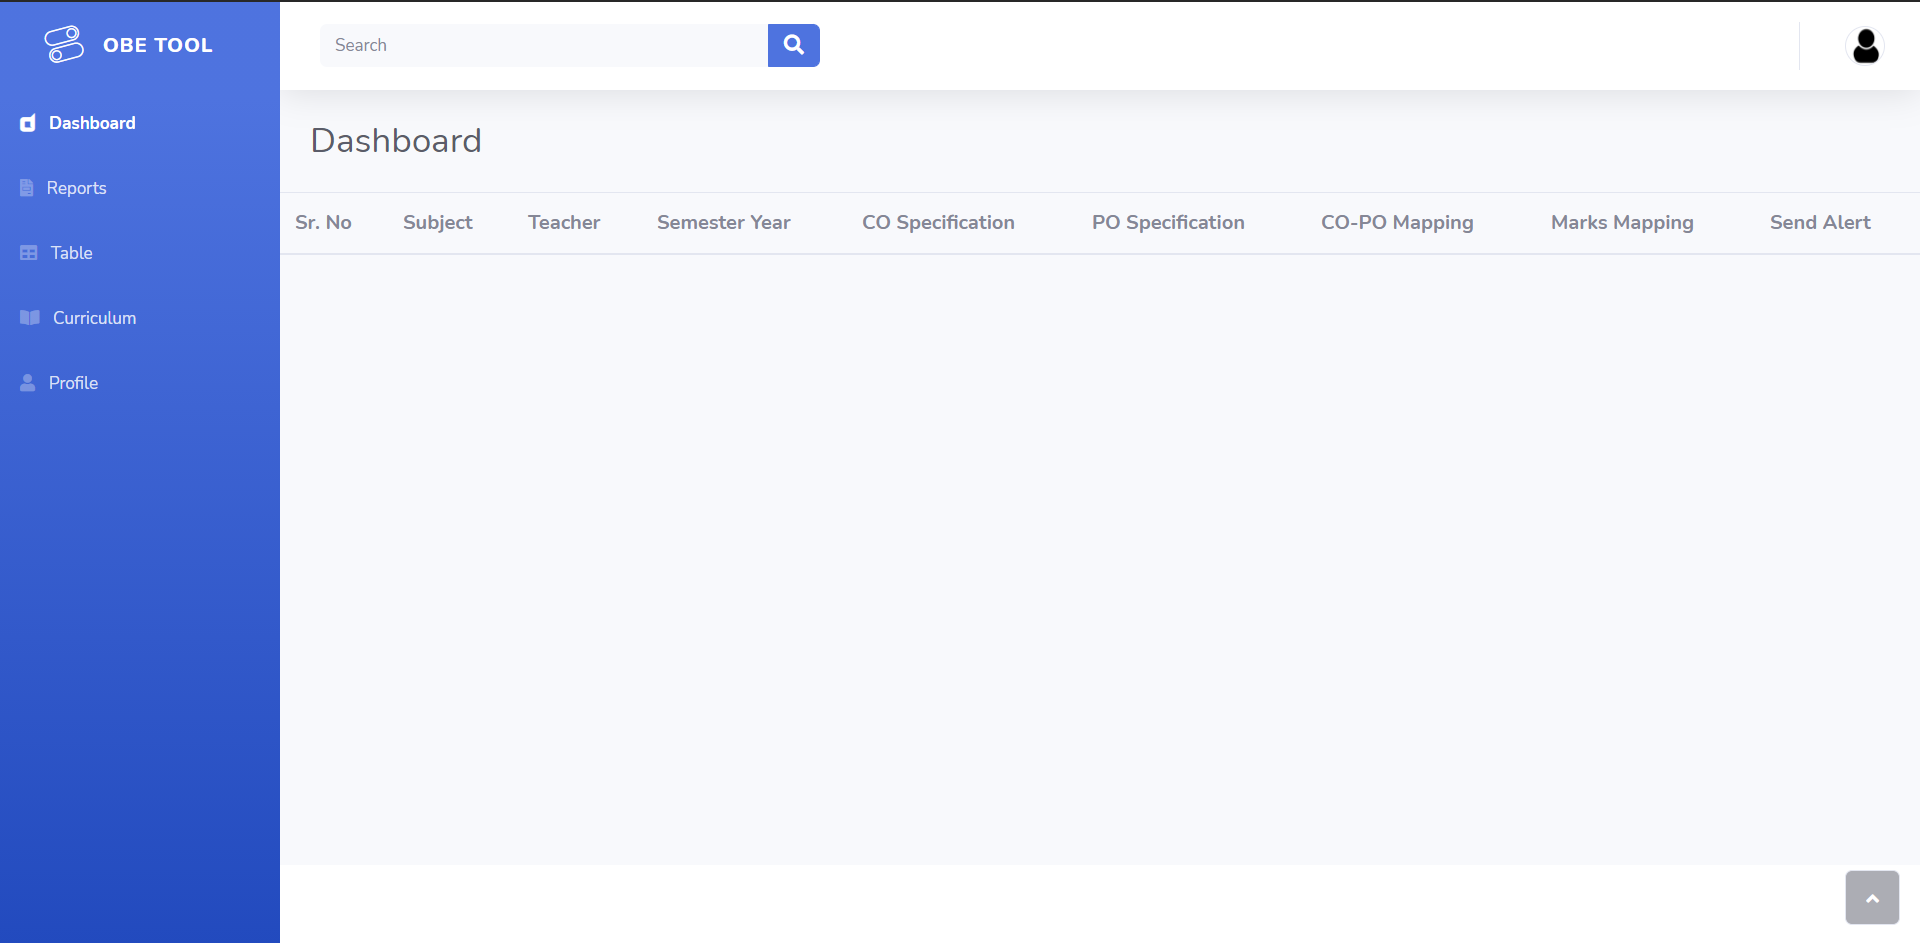 OBE TOOL
Search
Dashboard
Reports
Table
Curriculum
Profile
Dashboard
Sr. No Subject Teacher Semester Year CO Specification PO Specification CO-PO Mapping Marks Mapping Send Alert